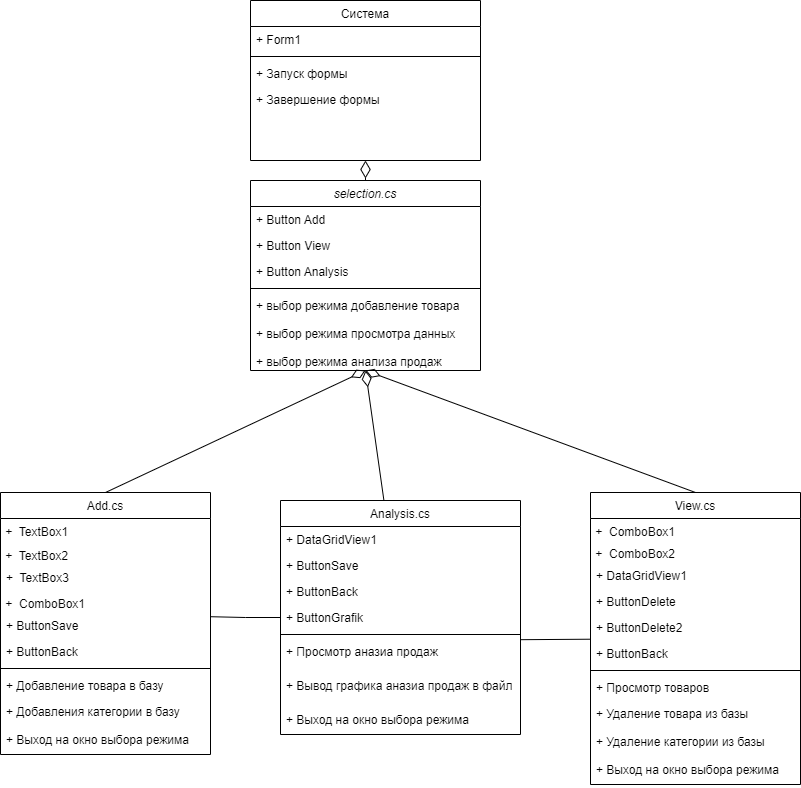 Система
+ Form1
+ Запуск формы
+ Завершение формы
selection.cs
+ Button Add
+ Button View
+ Button Analysis
+ выбор режима добавление товара
+ выбор режима просмотра данных
+ выбор режима анализа продаж
Add.cs
+ TextBox1
+ TextBox2
+ TextBox3
+ ComboBox1
+ ButtonSave
+ ButtonBack
+ Добавление товара в базу
+ Добавления категории в базу
+ Выход на окно выбора режима
Analysis.cs
+ DataGridView1
+ ButtonSave
+ ButtonBack
+ ButtonGrafik
+ Просмотр аназиа продаж
+ Вывод графика аназиа продаж в файл
+ Выход на окно выбора режима
View.cs
+ ComboBox1
+ ComboBox2
+ DataGridView1
+ ButtonDelete
+ ButtonDelete2
+ ButtonBack
+ Просмотр товаров
+ Удаление товара из базы
+ Удаление категории из базы
+ Выход на окно выбора режима